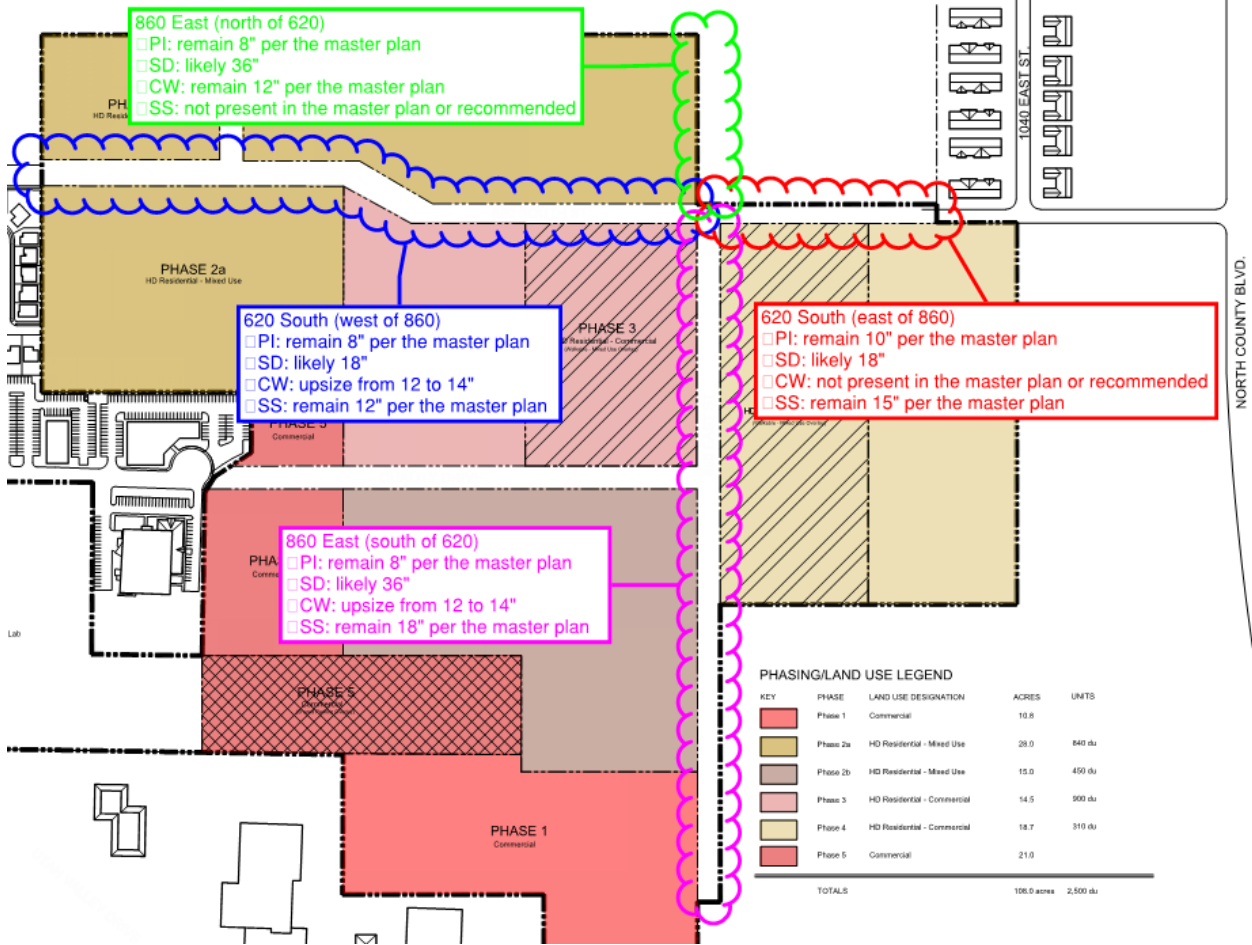 860 East (north of 620)
□PI: remain 8" per the master plan
□SD: likely 36"
□CW: remain 12" per the master plan
□SS: not present in the master plan or recommended
PHA
HD Reside
1040 EAST ST.
NORTH COUNTY BLVD.
PHASE 2a
HD Residential - Mixed Use
620 South (west of 860)
□PI: remain 8" per the master plan
□SD: likely 18"
□CW: upsize from 12 to 14"
□SS: remain 12" per the master plan
PHASE 3
Residential - Commercial
620 South (east of 860)
□PI: remain 10" per the master plan
□SD: likely 18"
□CW: not present in the master plan or recommended
□SS: remain 15" per the master plan
HD
PHASE 5
Commercial
860 East (south of 620)
□PI: remain 8" per the master plan
□SD: likely 36"
□CW: upsize from 12 to 14"
□SS: remain 18" per the master plan
PHA
Comme
Lab
PHASE 5
Commercial
PHASE 1
Commercial
PHASING/LAND USE LEGEND
KEY PHASE LAND USE DESIGNATION ACRES UNITS
Phase 1 Commercial 10.8
Phase 2a HD Residential - Mixed Use 28.0 840 du
Phase 2b HD Residential - Mixed Use 15.0 450 du
Phase 3 HD Residential - Commercial 14.5 900 du
Phase 4 HD Residential - Commercial 18.7 310 du
Phase 5 Commercial 21.0
TOTALS 108.0 acres 2,500 du